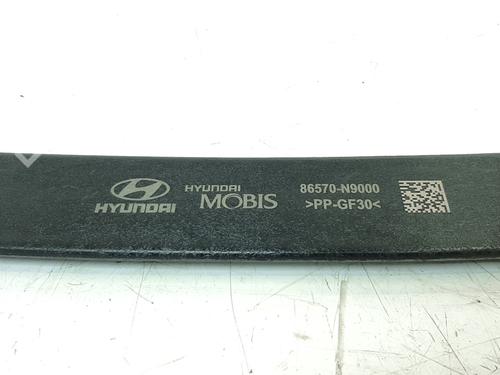 HYUNDAI
HYUNDAI
MOBIS
86570-N9000
>PP-GF30<